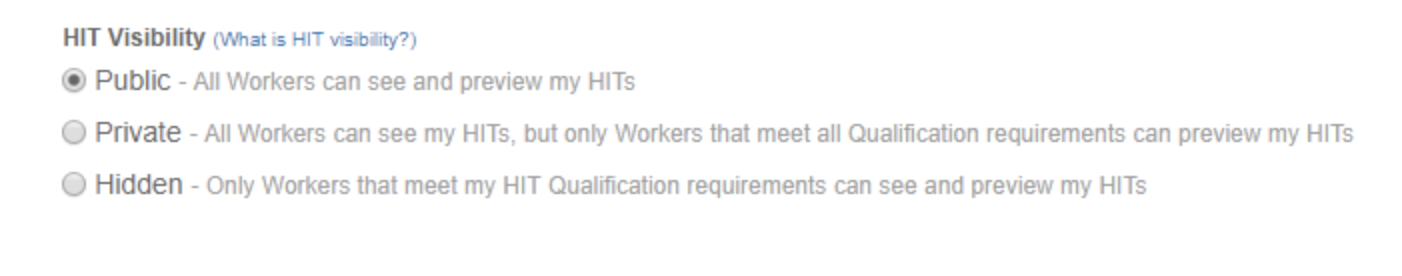 HIT Visibility (What is HIT visibility?)
Public - All Workers can see and preview my HITs
Private - All Workers can see my HITs, but only Workers that meet all Qualification requirements can preview my HITs
Hidden - Only Workers that meet my HIT Qualification requirements can see and preview my HITs